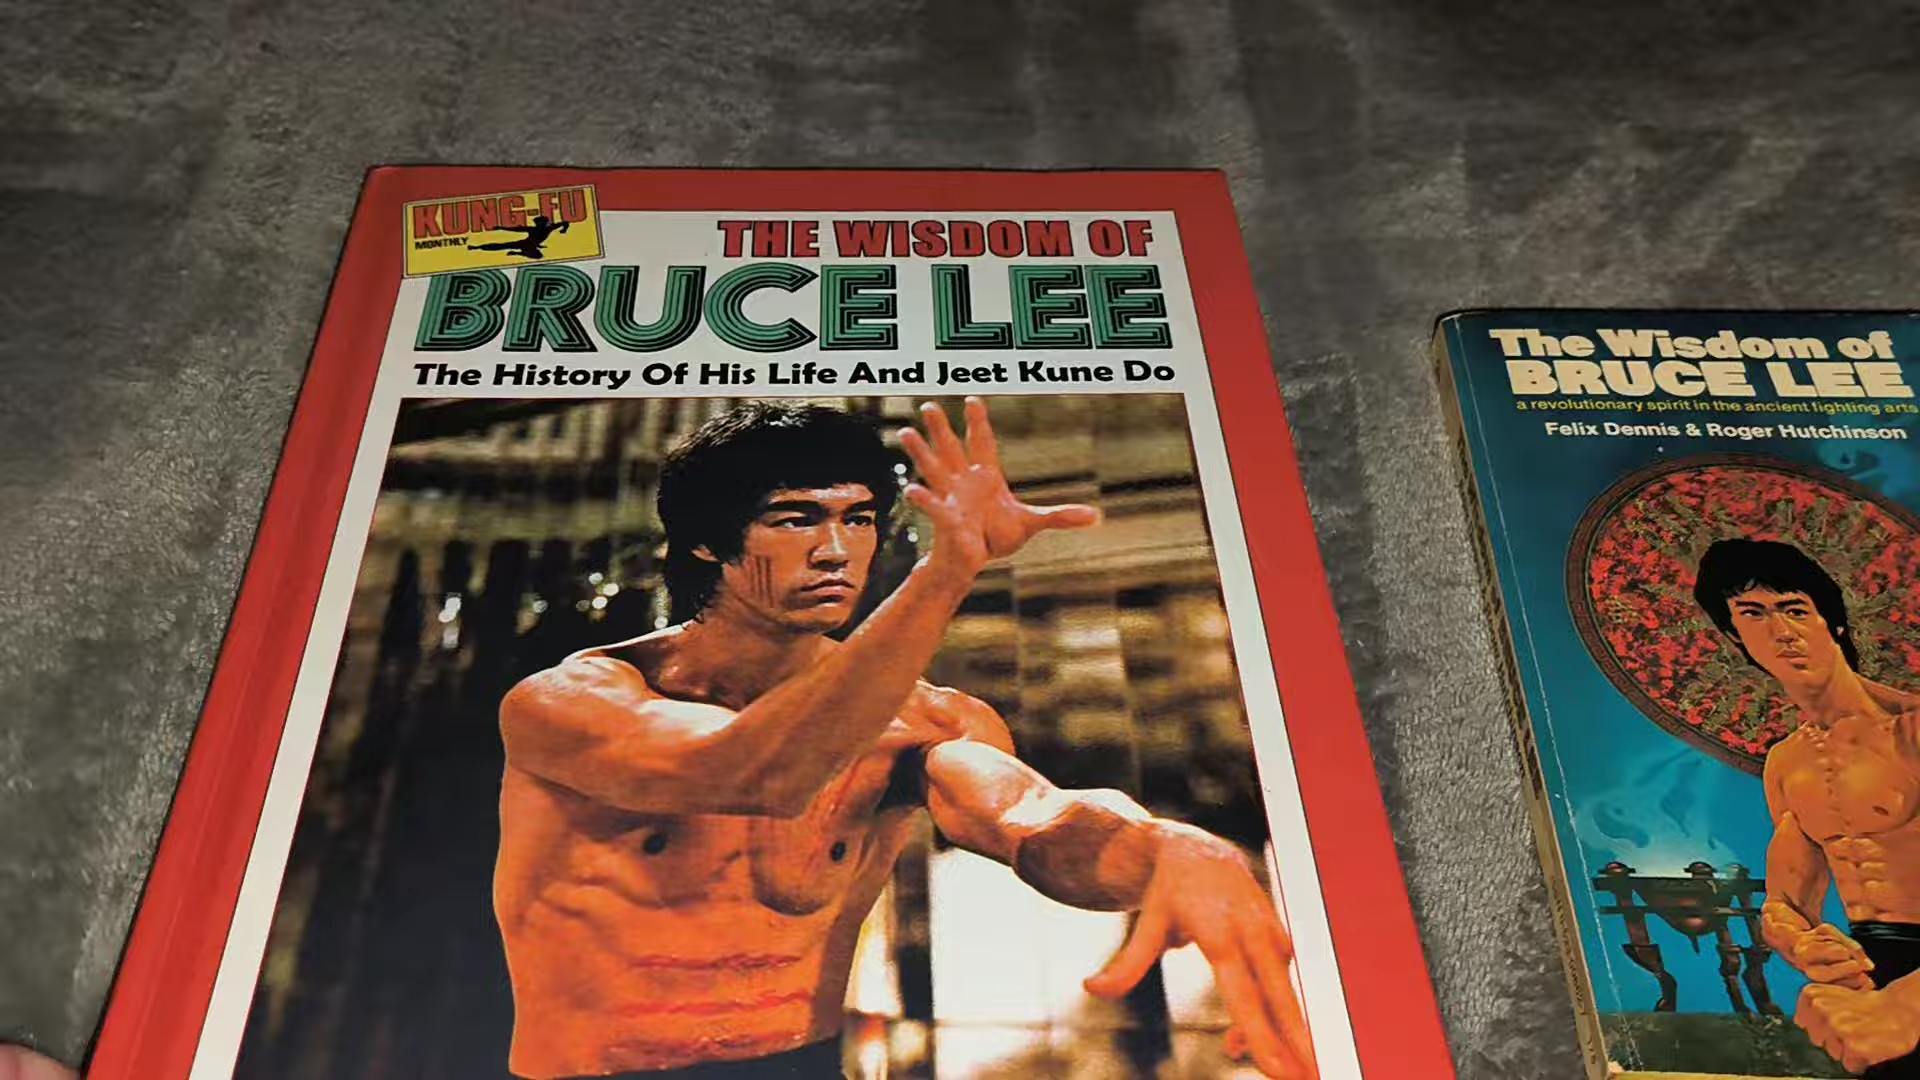 KUNG-FU
MONTHLY
THE WISDOM OF
BRUCE LEE
The History Of His Life And Jeet Kune Do
The Wisdom of
BRUCE LEE
a revolutionary spirit in the ancient fighting arts
Felix Dennis & Roger Hutchinson